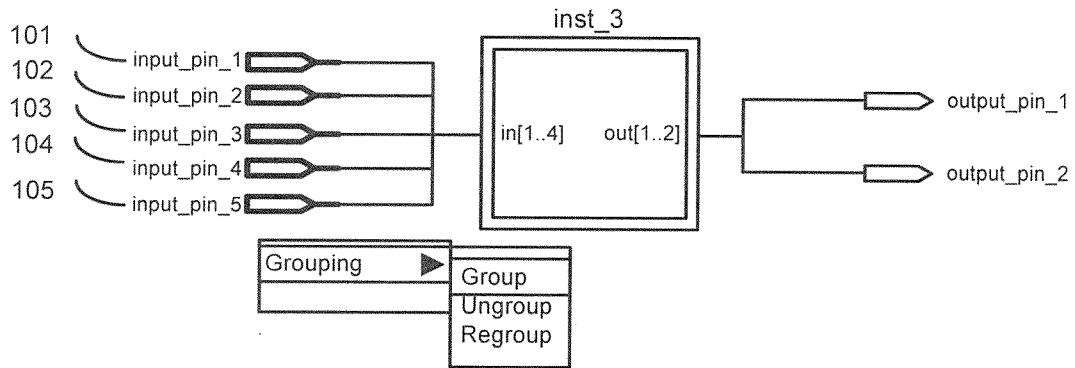 inst_3
101 input_pin_1
102 input_pin_2
103 input_pin_3
104 input_pin_4
105 input_pin_5
in[1..4] out[1..2]
output_pin_1
output_pin_2
Grouping
Group
Ungroup
Regroup